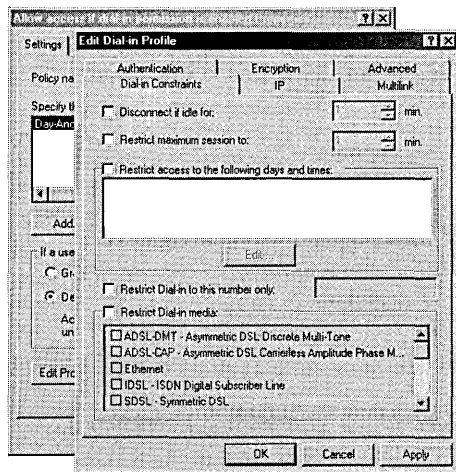 Allow access if dial-in permission is enabled
Settings
Policy na
Specify th
Day-And
Add.
If a use
Gr
De
Ac
un
Edit Pro
Edit Dial-in Profile
Authentication Encryption Advanced
Dial-in Constraints IP Multilink
Disconnect if idle for: 1 min.
Restrict maximum session to: 1 min.
Restrict access to the following days and times:
Edit...
Restrict Dial-in to this number only:
Restrict Dial-in media:
ADSL-DMT - Asymmetric DSL Discrete Multi-Tone
ADSL-CAP - Asymmetric DSL Carrierless Amplitude Phase M...
Ethernet
IDSL - ISDN Digital Subscriber Line
SDSL - Symmetric DSL
OK Cancel Apply